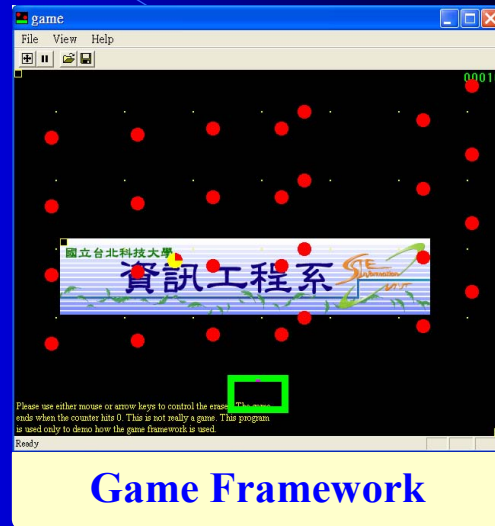 game
File View Help
0001
國立台北科技大學
資訊工程系
Please use either mouse or arrow keys to control the eraser. The game
ends when the counter hits 0. This is not really a game. This program
is used only to demo how the game framework is used.
Ready
Game Framework